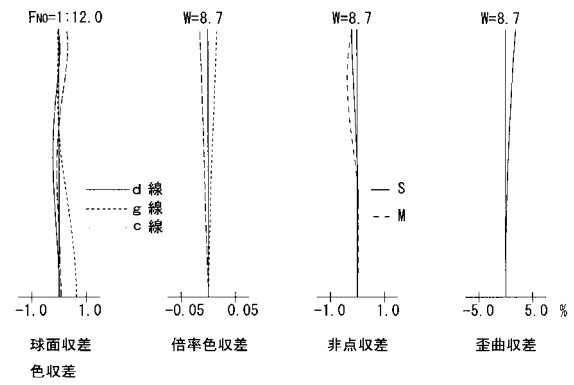 FNO=1:12.0
W=8.7
W=8.7
W=8.7
d 線
g 線
c 線
S
M
-1.0 1.0
-0.05 0.05
-1.0 1.0
-5.0 5.0 %
球面収差
色収差
倍率色収差
非点収差
歪曲収差